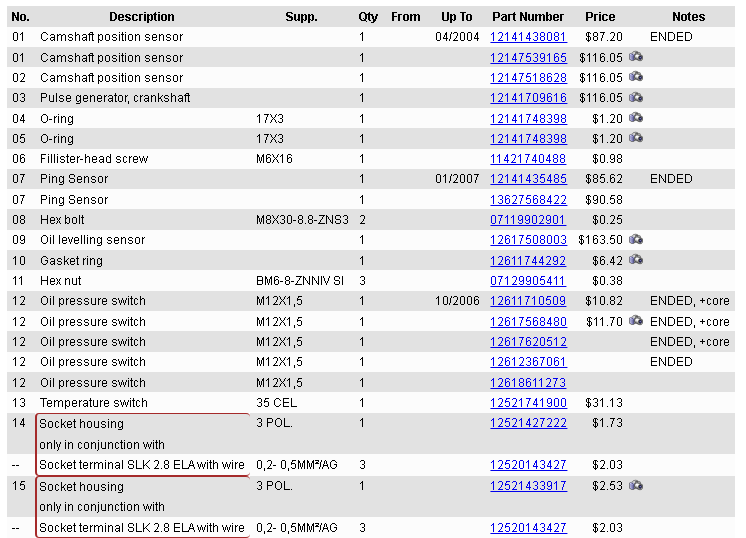 No. Description Supp. Qty From Up To Part Number Price Notes
01 Camshaft position sensor 1 04/2004 12141438081 $87.20 ENDED
01 Camshaft position sensor 1 12147539165 $116.05
02 Camshaft position sensor 1 12147518628 $116.05
03 Pulse generator, crankshaft 1 12141709616 $116.05
04 O-ring 17X3 1 12141748398 $1.20
05 O-ring 17X3 1 12141748398 $1.20
06 Fillister-head screw M6X16 1 11421740488 $0.98
07 Ping Sensor 1 01/2007 12141435485 $85.62 ENDED
07 Ping Sensor 1 13627568422 $90.58
08 Hex bolt M8X30-8.8-ZNS3 2 07119902901 $0.25
09 Oil levelling sensor 1 12617508003 $163.50
10 Gasket ring 1 12611744292 $6.42
11 Hex nut BM6-8-ZNNIV SI 3 07129905411 $0.38
12 Oil pressure switch M12X1,5 1 10/2006 12611710509 $10.82 ENDED, +core
12 Oil pressure switch M12X1,5 1 12617568480 $11.70 ENDED, +core
12 Oil pressure switch M12X1,5 1 12617620512 ENDED, +core
12 Oil pressure switch M12X1,5 1 12612367061 ENDED
12 Oil pressure switch M12X1,5 1 12618611273
13 Temperature switch 35 CEL 1 12521741900 $31.13
14 Socket housing 3 POL. 1 12521427222 $1.73
only in conjunction with
-- Socket terminal SLK 2.8 ELA with wire 0,2- 0,5MM²/AG 3 12520143427 $2.03
15 Socket housing 3 POL. 1 12521433917 $2.53
only in conjunction with
-- Socket terminal SLK 2.8 ELA with wire 0,2- 0,5MM²/AG 3 12520143427 $2.03